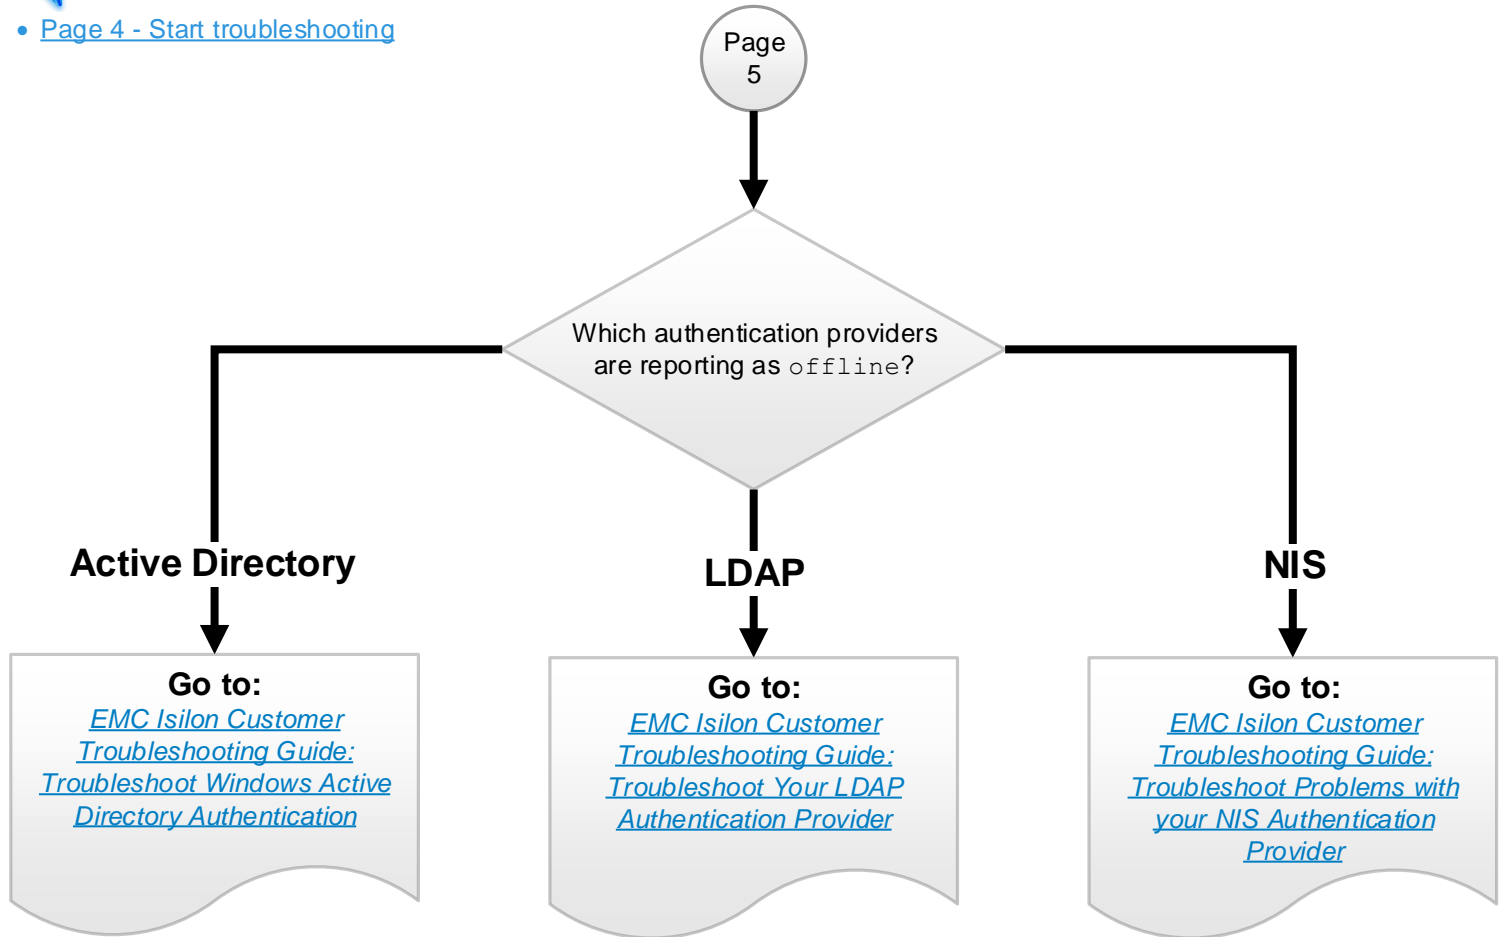 • Page 4 - Start troubleshooting
Page
5
Which authentication providers
are reporting as offline?
Active Directory
LDAP
NIS
Go to:
EMC Isilon Customer
Troubleshooting Guide:
Troubleshoot Windows Active
Directory Authentication
Go to:
EMC Isilon Customer
Troubleshooting Guide:
Troubleshoot Your LDAP
Authentication Provider
Go to:
EMC Isilon Customer
Troubleshooting Guide:
Troubleshoot Problems with
your NIS Authentication
Provider